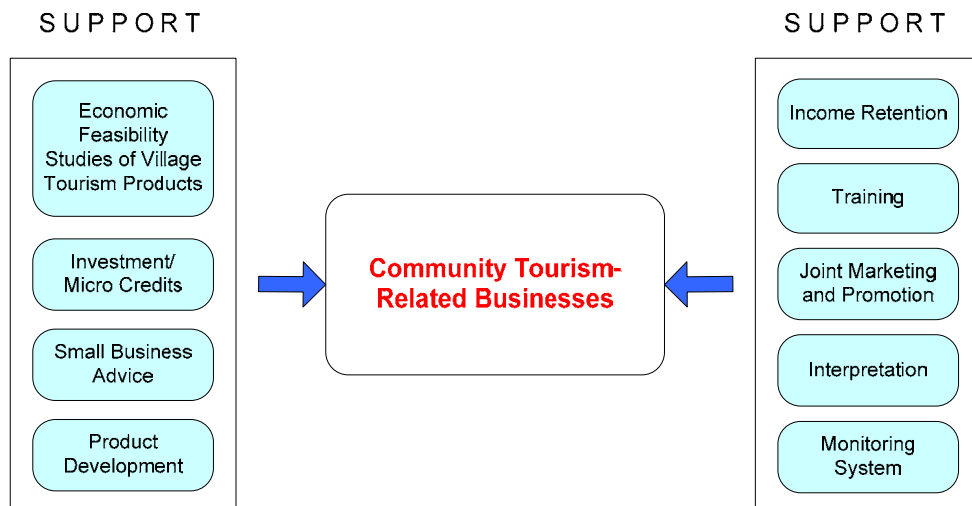 SUPPORT
Economic
Feasibility
Studies of Village
Tourism Products
Investment/
Micro Credits
Small Business
Advice
Product
Development
Community Tourism-
Related Businesses
SUPPORT
Income Retention
Training
Joint Marketing
and Promotion
Interpretation
Monitoring
System